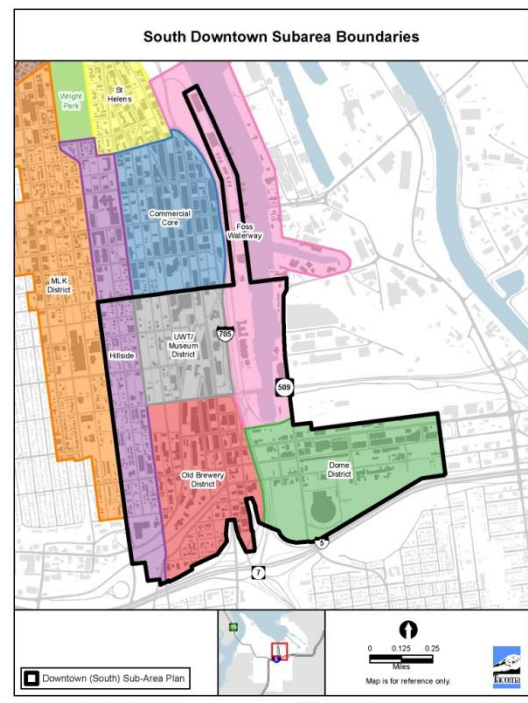 South Downtown Subarea Boundaries
Wright
Park
St
Helens
Commercial
Core
Foss
Waterway
MLK
District
Hillside
UWT/
Museum
District
705
509
Old Brewery
District
Dome
District
5
7
Downtown (South) Sub-Area Plan
0 0.125 0.25
Miles
Map is for reference only.
Tacoma